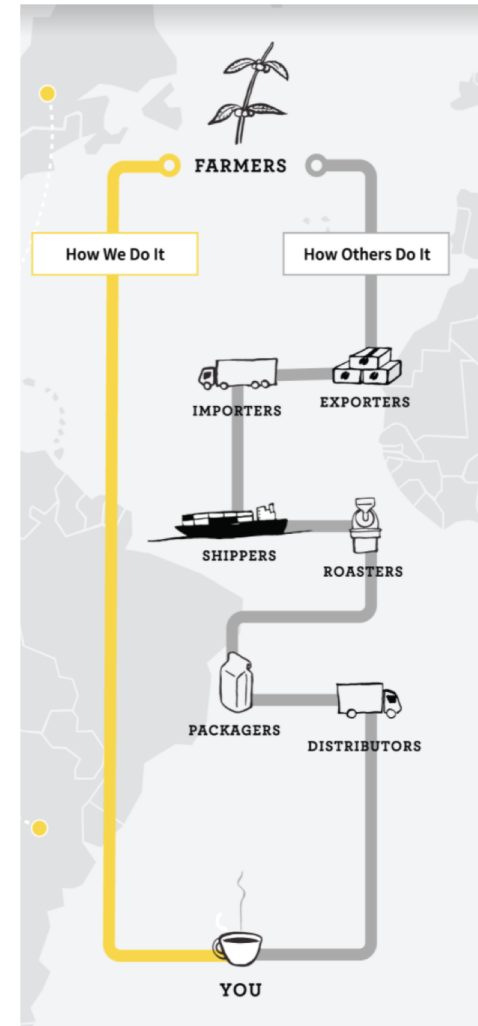 FARMERS
How We Do It
How Others Do It
IMPORTERS
EXPORTERS
SHIPPERS
ROASTERS
PACKAGERS
DISTRIBUTORS
YOU